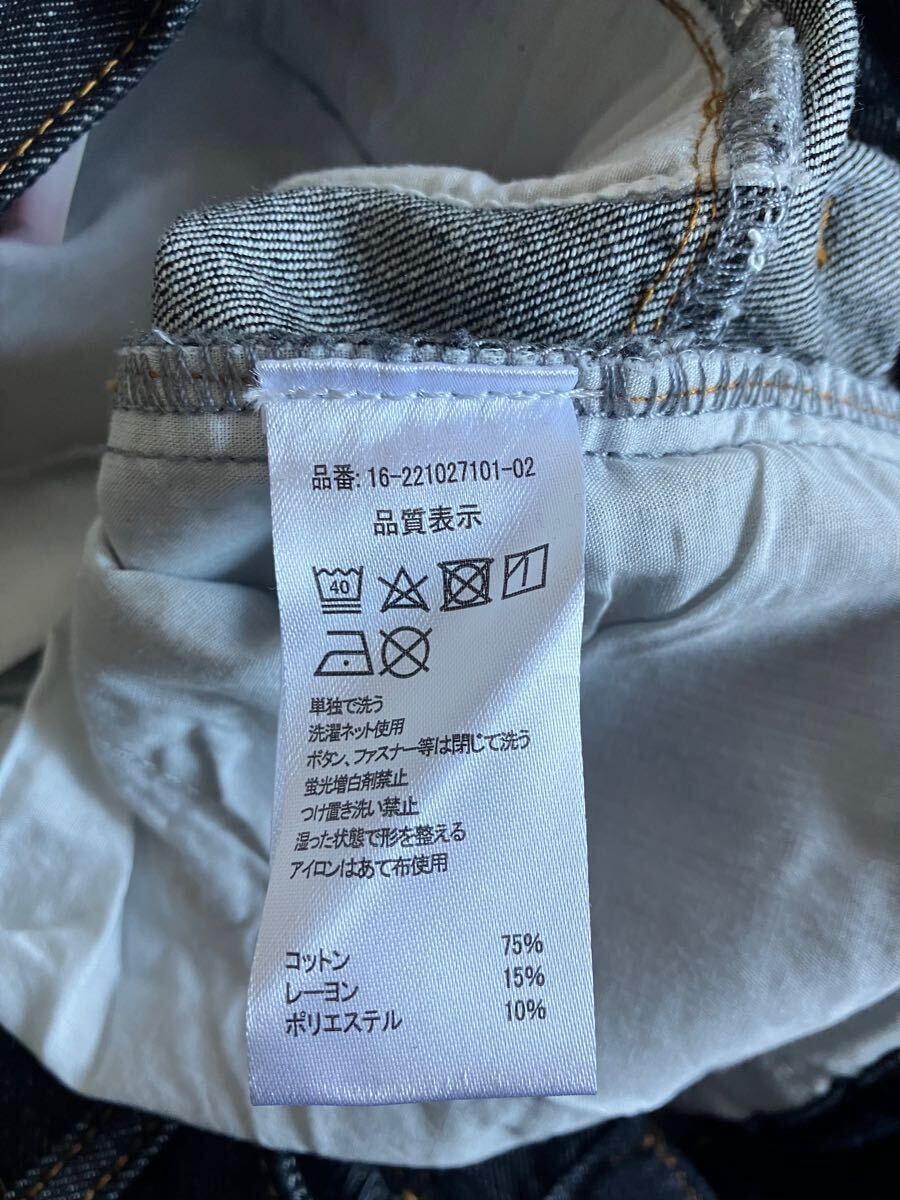 品番: 16-221027101-02
品質表示
40
単独で洗う
洗濯ネット使用
ボタン、ファスナー等は閉じて洗う
蛍光増白剤禁止
つけ置き洗い禁止
湿った状態で形を整える
アイロンはあて布使用
コットン 75%
レーヨン 15%
ポリエステル 10%